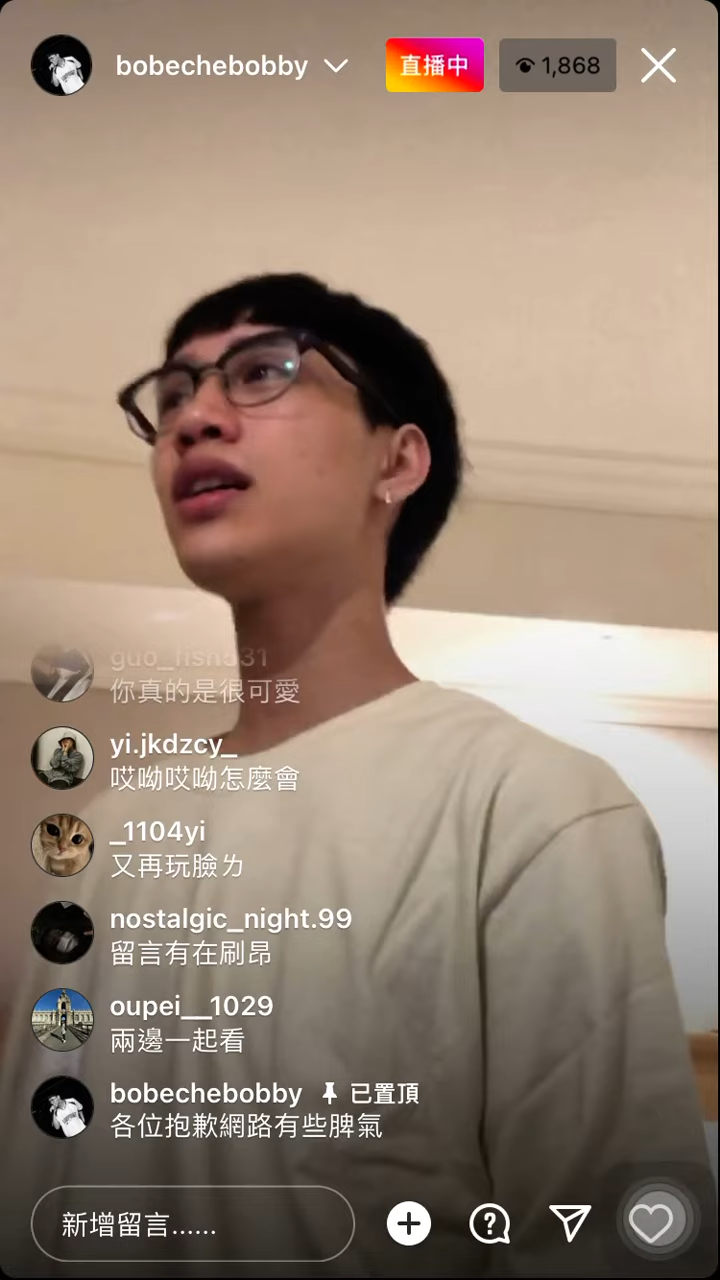 bobechebobby
直播中
1,868
你真的是很可愛
yi.jkdzcy_
哎呦哎呦怎麼會
_1104yi
又再玩臉ㄌ
nostalgic_night.99
留言有在刷昂
oupei__1029
兩邊一起看
bobechebobby 已置頂
各位抱歉網路有些脾氣
新增留言......